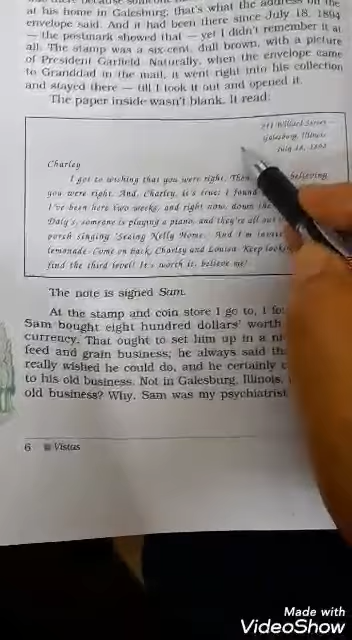 at his home in Galesburg; that's what the address on the
envelope said. And it had been there since July 18, 1894
— the postmark showed that — yet I didn't remember it at
all. The stamp was a six-cent, dull brown, with a picture
of President Garfield. Naturally, when the envelope came
to Granddad in the mail, it went right into his collection
and stayed there — till I took it out and opened it.
The paper inside wasn't blank. It read:
941 Willard Street
Galesburg, Illinois
July 18, 1894
Charley
I got to wishing that you were right. Then believing
you were right. And, Charley, it's true; I found
I've been here two weeks, and right now, down the
Daly's, someone is playing a piano, and they're all out
porch singing 'Seeing Nelly Home.' And I'm
lemonade. Come on back, Charley and Louisa. Keep
find the third level! It's worth it, believe me!
The note is signed Sam.
At the stamp and coin store I go to, I
Sam bought eight hundred dollars' worth
currency. That ought to set him up in a
feed and grain business; he always said
really wished he could do, and he certainly
to his old business. Not in Galesburg, Illinois,
old business? Why, Sam was my psychiatrist
6 Vistas
Made with
VideoShow